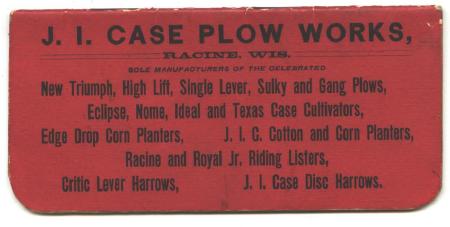 J. I. CASE PLOW WORKS,
RACINE, WIS.
SOLE MANUFACTURERS OF THE CELEBRATED
New Triumph, High Lift, Single Lever, Sulky and Gang Plows,
Eclipse, Nome, Ideal and Texas Case Cultivators,
Edge Drop Corn Planters, J. I. C. Cotton and Corn Planters,
Racine and Royal Jr. Riding Listers,
Critic Lever Harrows, J. I. Case Disc Harrows.